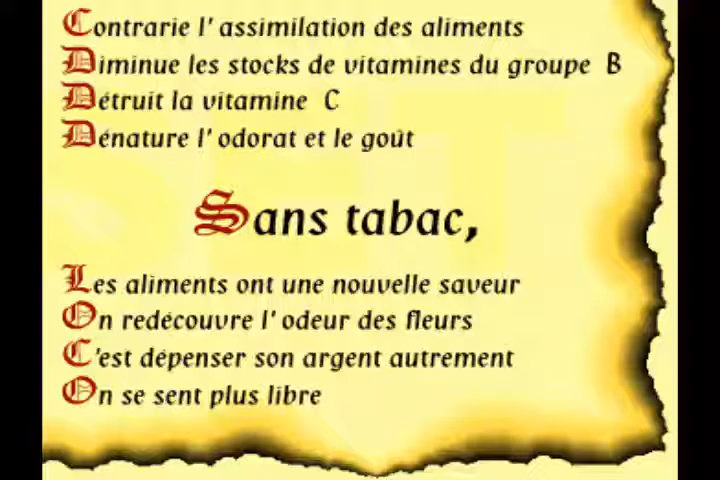 Contrarie l'assimilation des aliments
Diminue les stocks de vitamines du groupe B
Détruit la vitamine C
Dénature l'odorat et le goût
Sans tabac,
Les aliments ont une nouvelle saveur
On redécouvre l'odeur des fleurs
C'est dépenser son argent autrement
On se sent plus libre